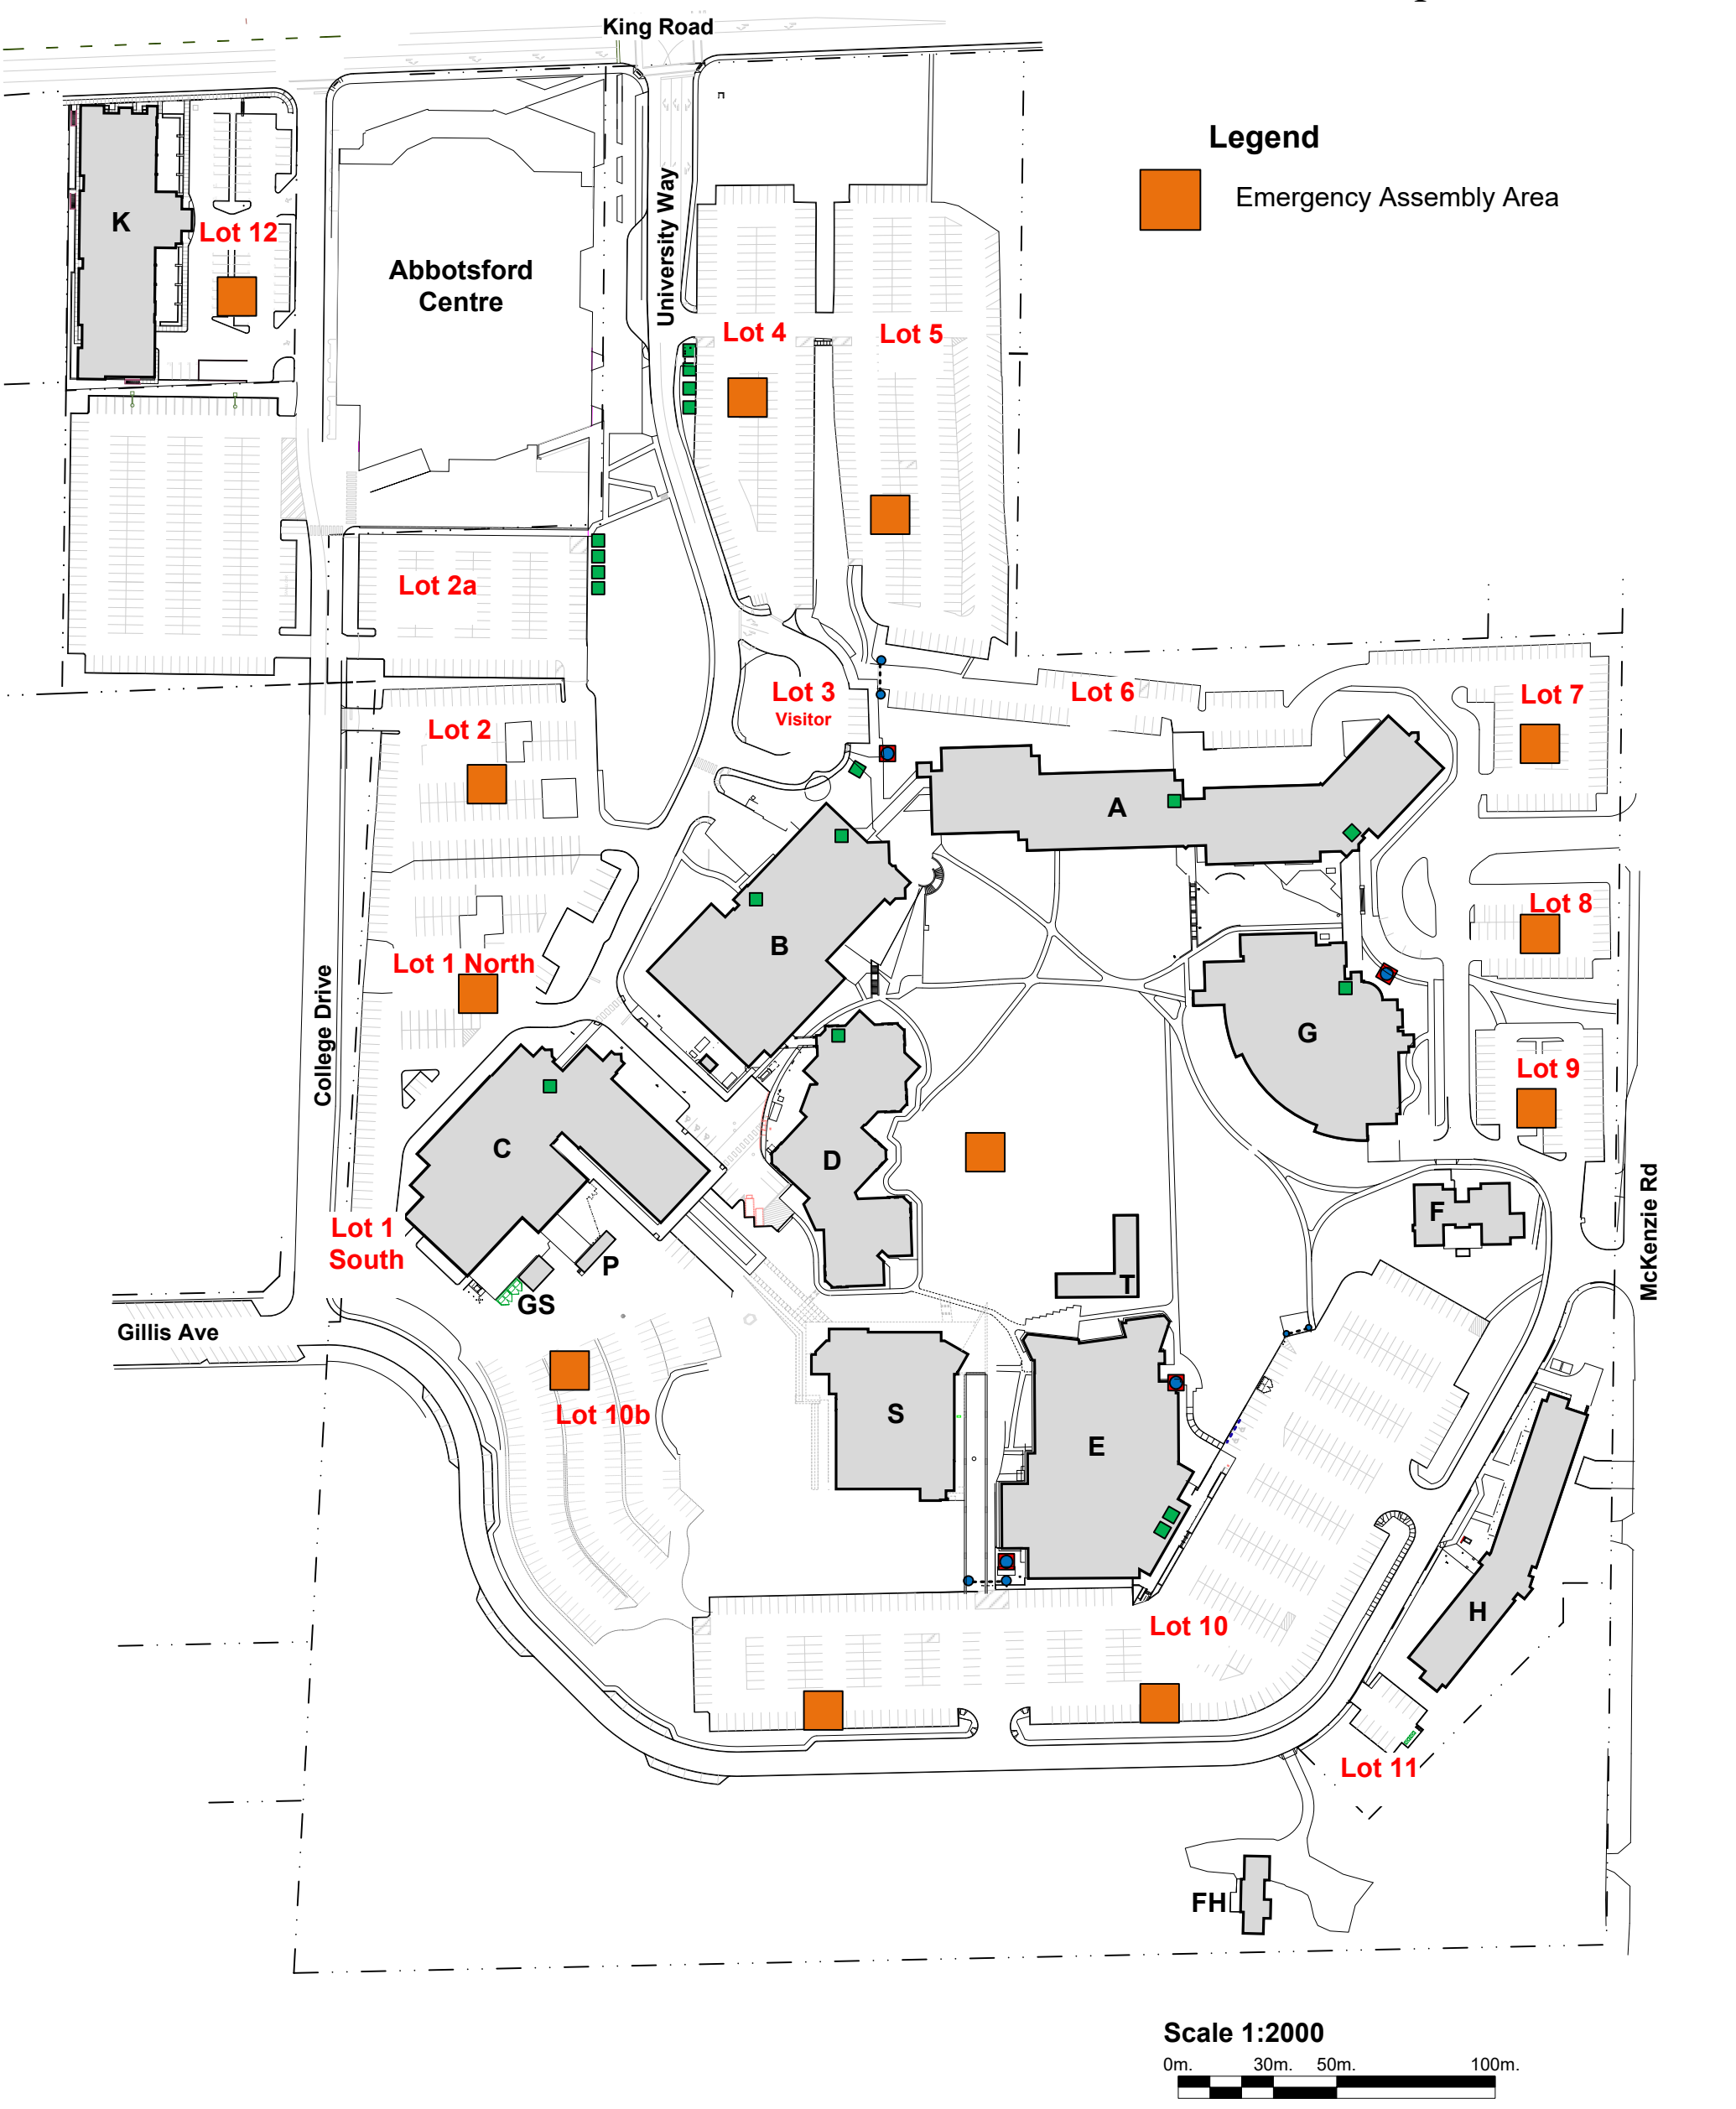 King Road
Legend
Emergency Assembly Area
University Way
K
Lot 12
Abbotsford
Centre
Lot 4
Lot 5
Lot 2a
Lot 3
Visitor
Lot 6
Lot 7
Lot 2
A
Lot 8
B
Lot 1 North
College Drive
G
Lot 9
C
D
McKenzie Rd
F
Lot 1
South
P
T
GS
Gillis Ave
Lot 10b
S
E
Lot 10
H
Lot 11
FH
Scale 1:2000
0m. 30m. 50m. 100m.